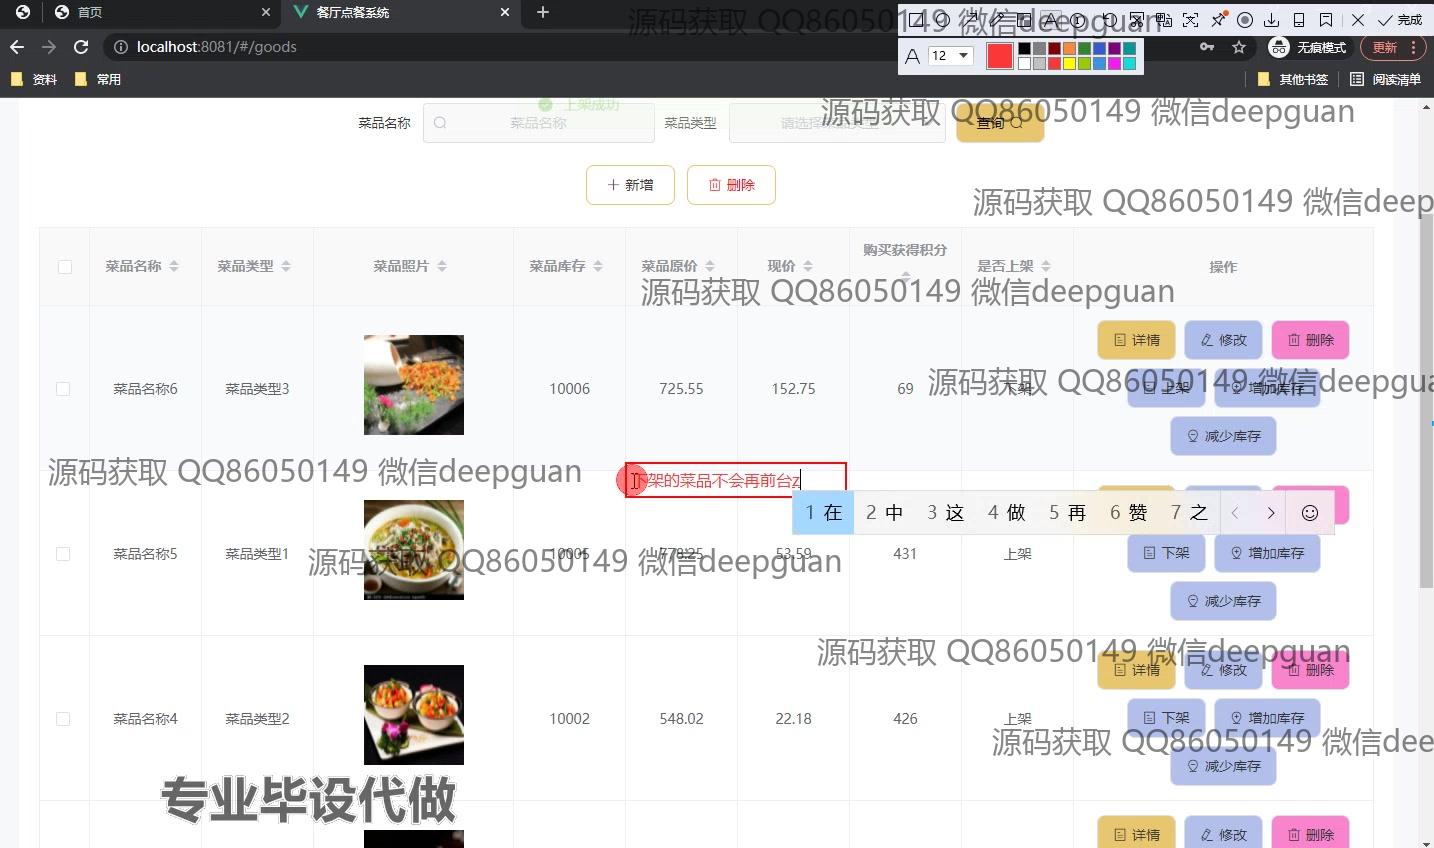 首页
餐厅点餐系统
源码获取 QQ86050149 微信deepguan
完成
localhost:8081/#/goods
无痕模式
更新
A 12
资料
常用
其他书签
阅读清单
上架成功
菜品名称
菜品名称
菜品类型
请选择菜品类型
查询
源码获取 QQ86050149 微信deepguan
新增
删除
源码获取 QQ86050149 微信deep
菜品名称
菜品类型
菜品照片
菜品库存
菜品原价
现价
购买获得积分
是否上架
操作
源码获取 QQ86050149 微信deepguan
菜品名称6
菜品类型3
10006
725.55
152.75
69
下架
详情
修改
删除
上架
增加库存
减少库存
源码获取 QQ86050149 微信deepgua
源码获取 QQ86050149 微信deepguan
下架的菜品不会再前台z
1 在 2 中 3 这 4 做 5 再 6 赞 7 之
菜品名称5
菜品类型1
10005
778.25
53.59
431
上架
下架
增加库存
减少库存
源码获取 QQ86050149 微信deepguan
源码获取 QQ86050149 微信deepguan
菜品名称4
菜品类型2
10002
548.02
22.18
426
上架
详情
修改
删除
下架
增加库存
减少库存
源码获取 QQ86050149 微信dee
专业毕设代做
详情
修改
删除